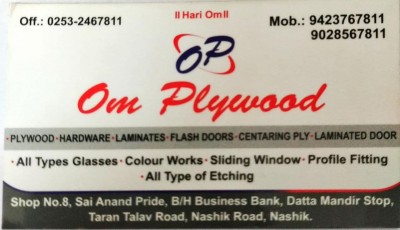 ॥ Hari Om ॥
Off.: 0253-2467811
Mob.: 9423767811
9028567811
OP
Om Plywood
• PLYWOOD • HARDWARE • LAMINATES • FLASH DOORS • CENTARING PLY • LAMINATED DOOR
• All Types Glasses • Colour Works • Sliding Window • Profile Fitting
• All Type of Etching
Shop No.8, Sai Anand Pride, B/H Business Bank, Datta Mandir Stop,
Taran Talav Road, Nashik Road, Nashik.